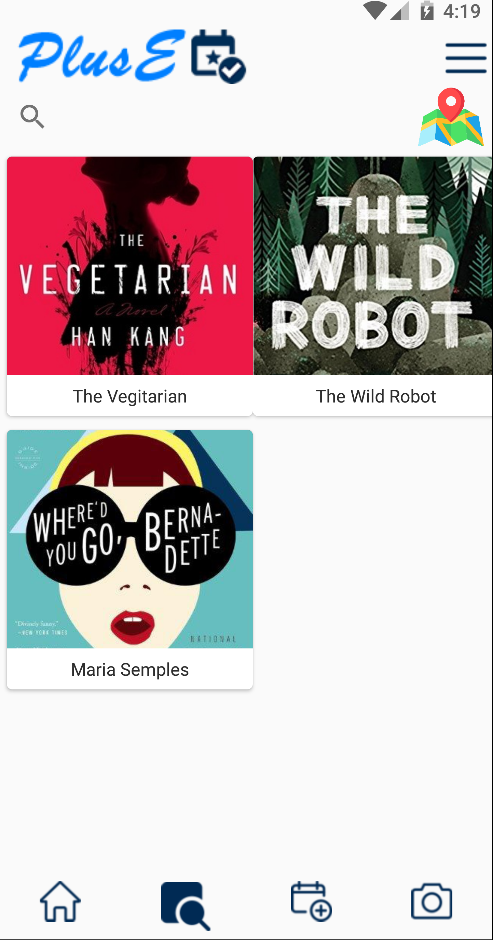 4:19
PlusE
THE
VEGETARIAN
A Novel
HAN KANG
The Vegitarian
THE
WILD
ROBOT
The Wild Robot
WHERE'D
YOU GO,
BERNA-
DETTE
"Divinely funny."
—NEW YORK TIMES
NATIONAL
Maria Semples